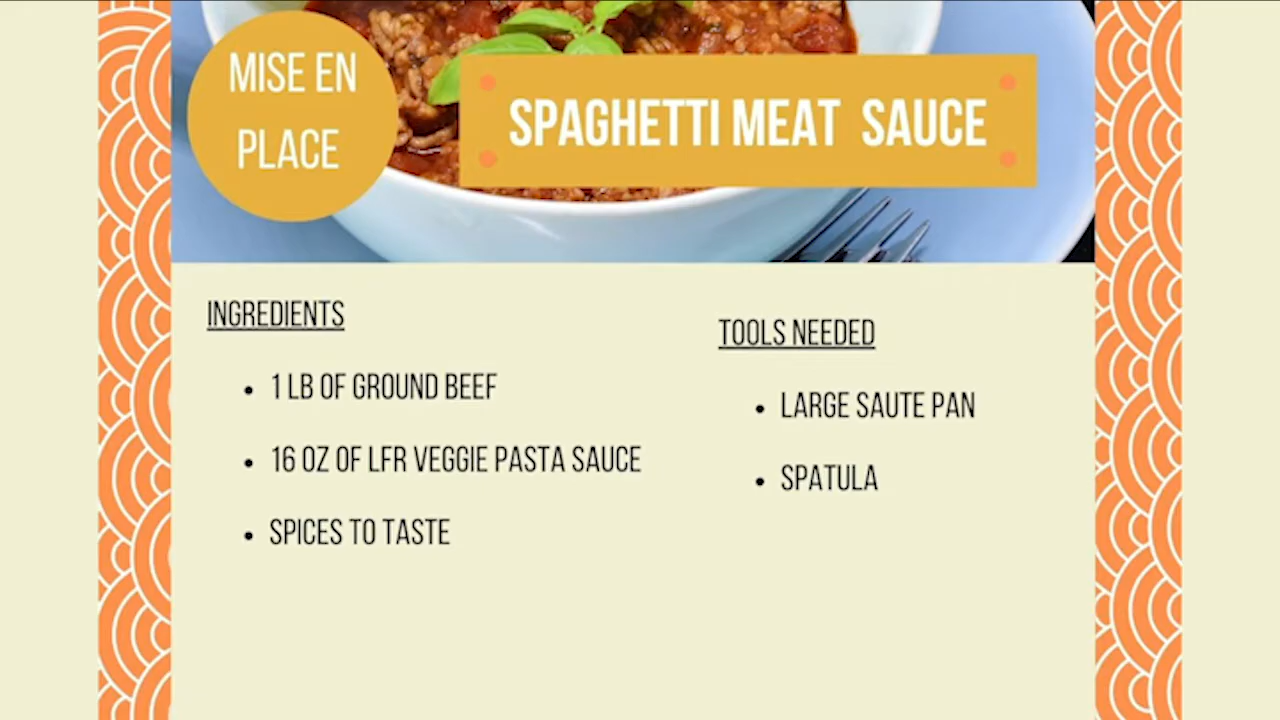 MISE EN
PLACE
SPAGHETTI MEAT SAUCE
INGREDIENTS
• 1 LB OF GROUND BEEF
• 16 OZ OF LFR VEGGIE PASTA SAUCE
• SPICES TO TASTE
TOOLS NEEDED
• LARGE SAUTE PAN
• SPATULA